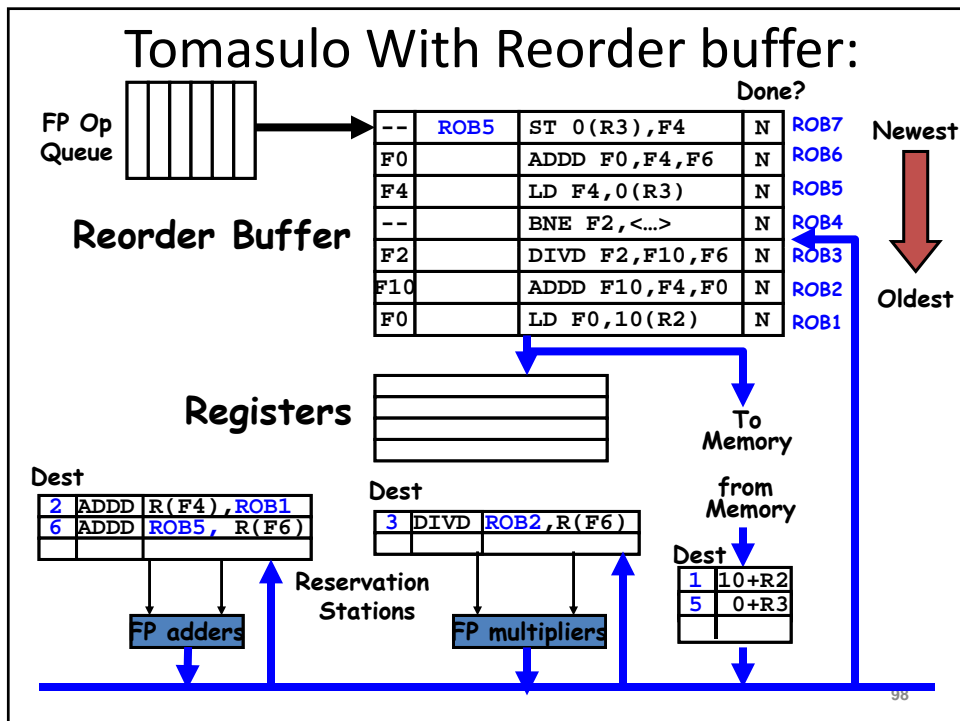 Tomasulo With Reorder buffer:
Done?
FP Op
Queue
-- ROB5 ST 0(R3),F4 N ROB7
F0 ADDD F0,F4,F6 N ROB6
F4 LD F4,0(R3) N ROB5
-- BNE F2,<…> N ROB4
F2 DIVD F2,F10,F6 N ROB3
F10 ADDD F10,F4,F0 N ROB2
F0 LD F0,10(R2) N ROB1
Newest
Oldest
Reorder Buffer
Registers
To
Memory
from
Memory
Dest
2 ADDD R(F4),ROB1
6 ADDD ROB5, R(F6)
Dest
3 DIVD ROB2,R(F6)
Dest
1 10+R2
5 0+R3
Reservation
Stations
FP adders
FP multipliers
98